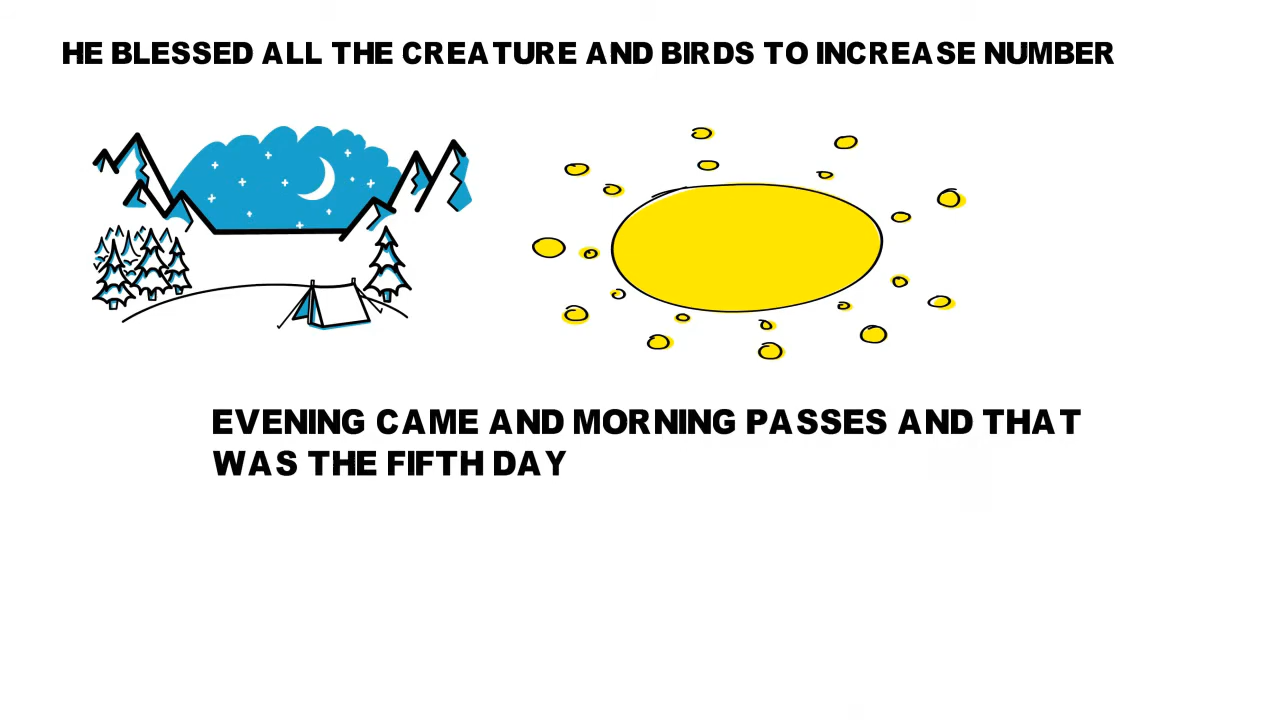 HE BLESSED ALL THE CREATURE AND BIRDS TO INCREASE NUMBER
EVENING CAME AND MORNING PASSES AND THAT
WAS THE FIFTH DAY